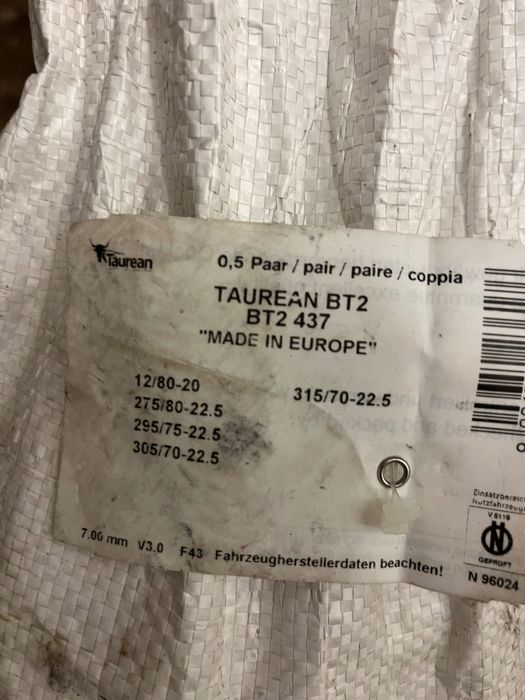 Taurean
0,5 Paar / pair / paire / coppia
TAUREAN BT2
BT2 437
"MADE IN EUROPE"
12/80-20
275/80-22.5
295/75-22.5
305/70-22.5
315/70-22.5
7.00 mm V3.0 F43 Fahrzeugherstellerdaten beachten!
Einsatzbereic
Nutzfahrzeug
V 5119
GEPRÜFT
N 96024